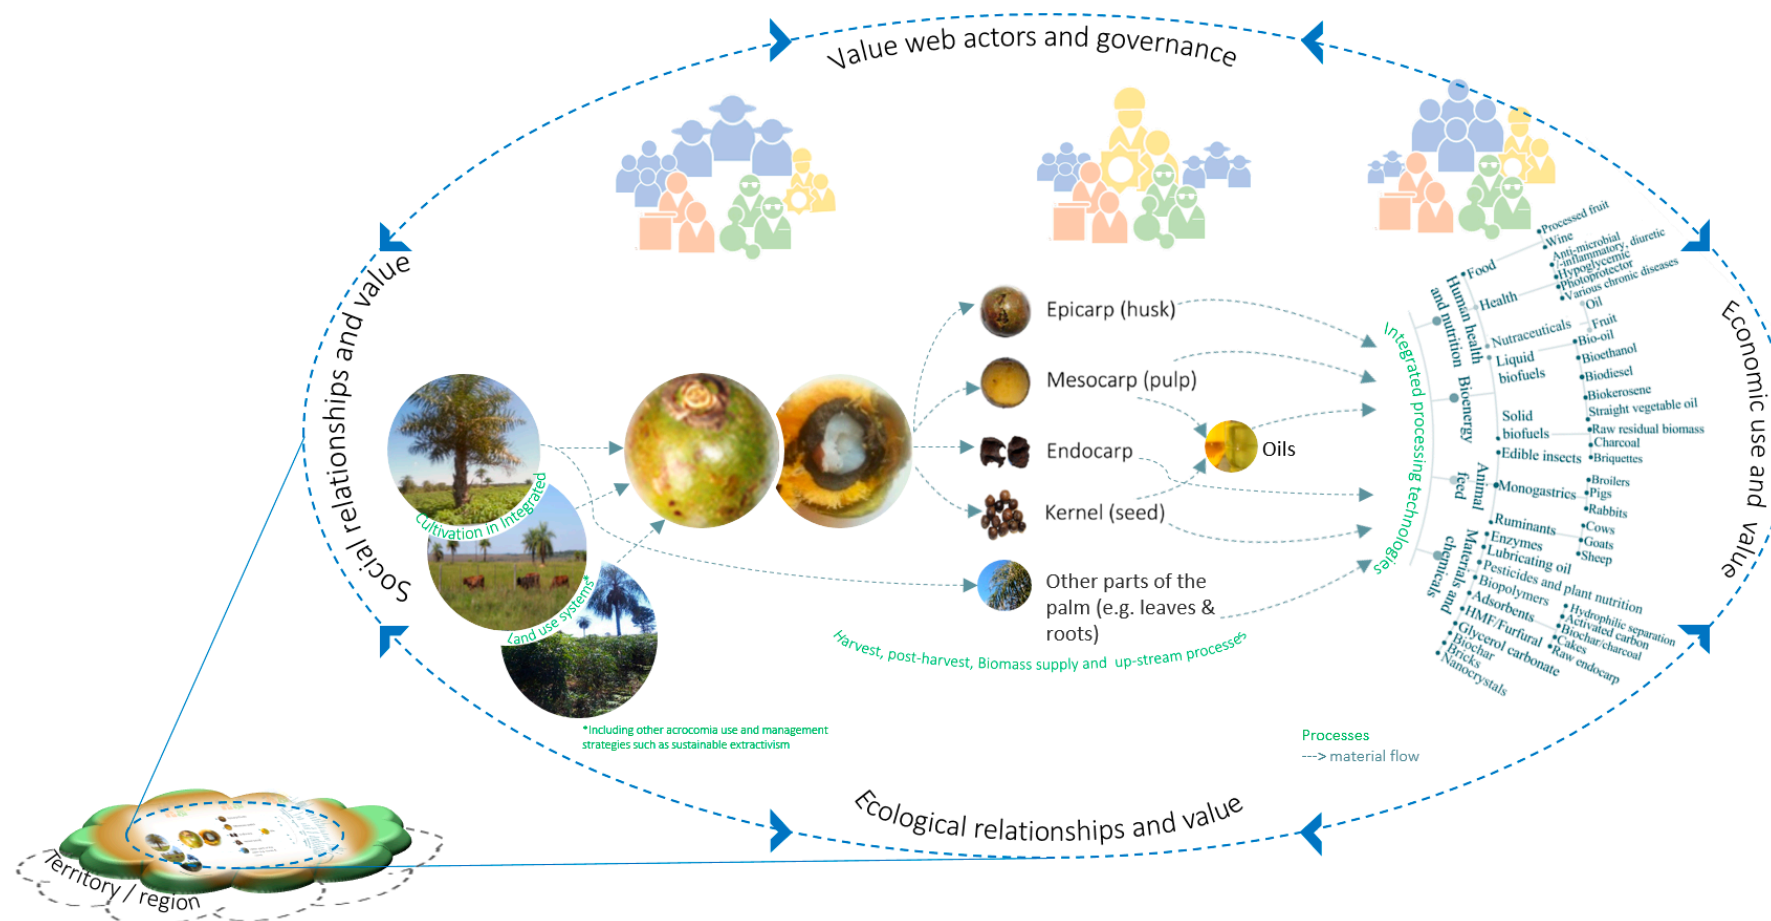 Value web actors and governance
Social relationships and value
Economic use and value
Ecological relationships and value
Territory / region
Cultivation in Integrated
Land use systems*
*Including other acrocomia use and management
strategies such as sustainable extractivism
Epicarp (husk)
Mesocarp (pulp)
Endocarp
Kernel (seed)
Other parts of the
palm (e.g. leaves &
roots)
Oils
Harvest, post-harvest, Biomass supply and up-stream processes
Integrated processing technologies
Human health
and nutrition
Food
Processed fruit
Wine
Health
Anti-microbial
/-inflammatory, diuretic
Hypoglycemic
Photoprotector
Various chronic diseases
Nutraceuticals
Oil
Fruit
Bioenergy
Liquid
biofuels
Bio-oil
Bioethanol
Biodiesel
Biokerosene
Straight vegetable oil
Solid
biofuels
Raw residual biomass
Charcoal
Briquettes
Animal
feed
Edible insects
Monogastrics
Broilers
Pigs
Rabbits
Ruminants
Cows
Goats
Sheep
Materials and
chemicals
Enzymes
Lubricating oil
Pesticides and plant nutrition
Biopolymers
Adsorbents
Hydrophilic separation
Activated carbon
Biochar/charcoal
Cakes
Raw endocarp
HMF/Furfural
Glycerol carbonate
Biochar
Bricks
Nanocrystals
Processes
---> material flow